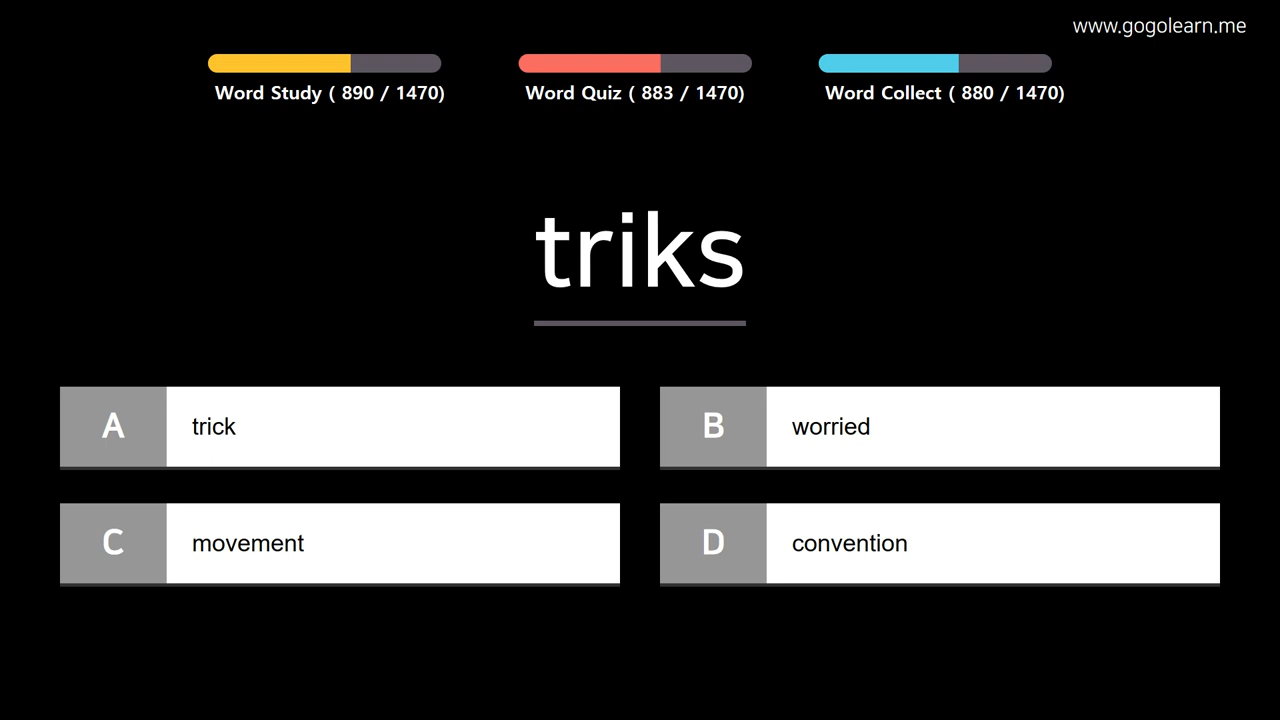 www.gogolearn.me
Word Study ( 890 / 1470)
Word Quiz ( 883 / 1470)
Word Collect ( 880 / 1470)
triks
A trick
B worried
C movement
D convention